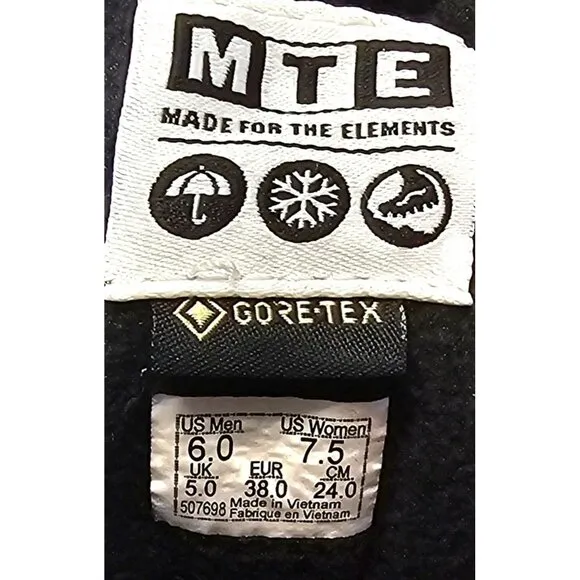 MTE
MADE FOR THE ELEMENTS
GORE-TEX
US Men US Women
6.0 7.5
UK EUR CM
5.0 38.0 24.0
507698 Made in Vietnam
Fabrique en Vietnam